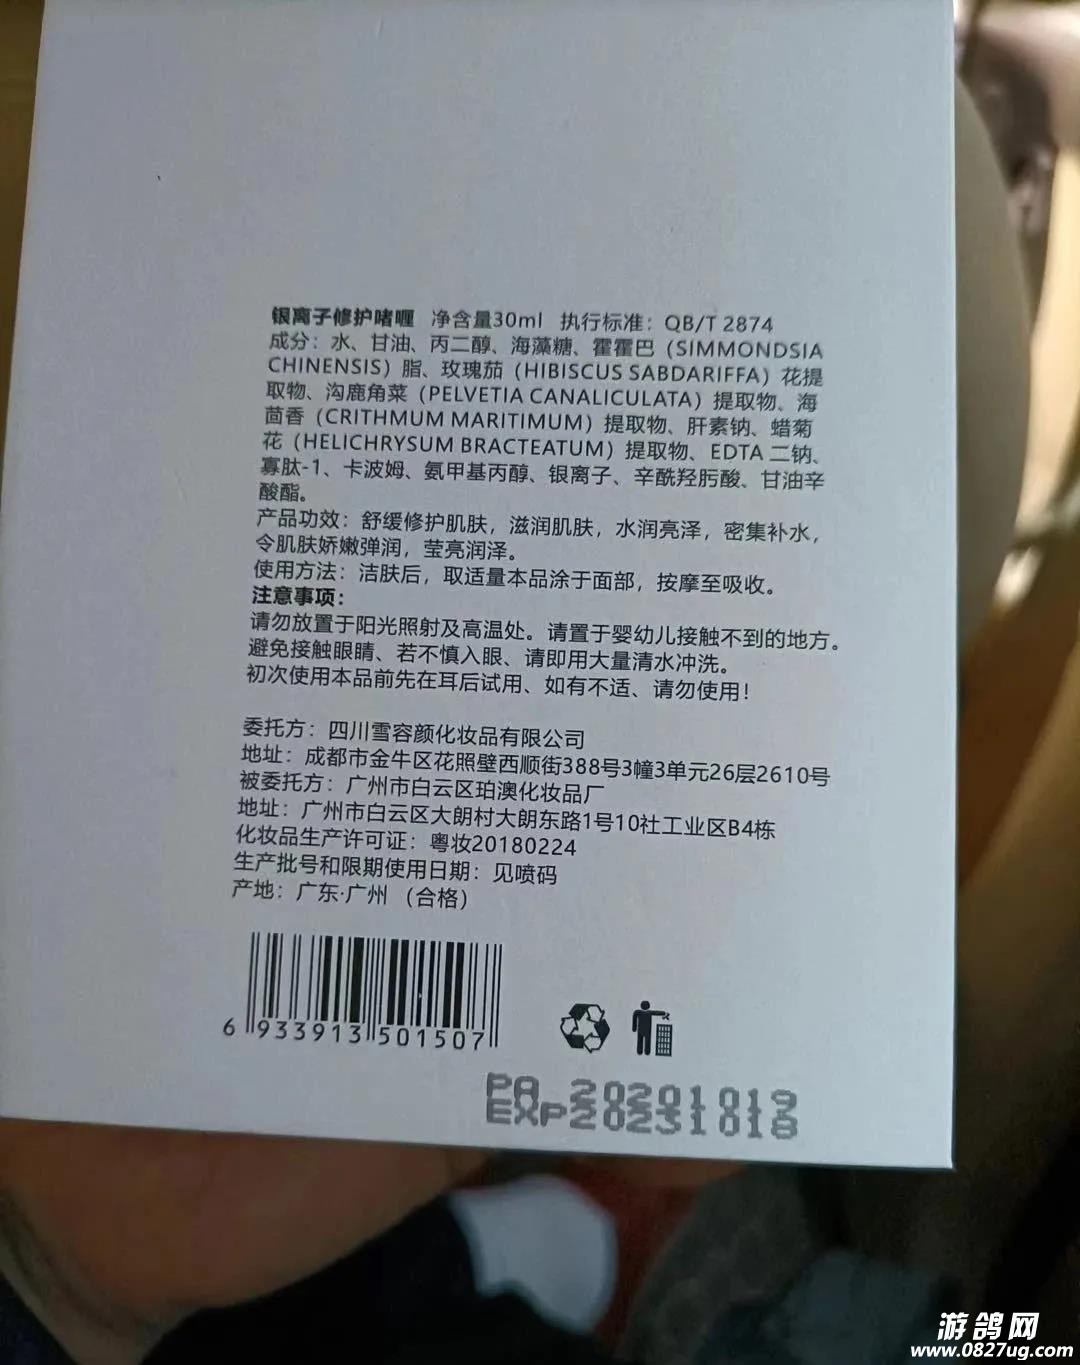 银离子修护啫喱 净含量30ml 执行标准：QB/T 2874
成分：水、甘油、丙二醇、海藻糖、霍霍巴（SIMMONDSIA
CHINENSIS）脂、玫瑰茄（HIBISCUS SABDARIFFA）花提
取物、沟鹿角菜（PELVETIA CANALICULATA）提取物、海
茴香（CRITHMUM MARITIMUM）提取物、肝素钠、蜡菊
花（HELICHRYSUM BRACTEATUM）提取物、EDTA 二钠、
寡肽-1、卡波姆、氨甲基丙醇、银离子、辛酰羟肟酸、甘油辛
酸酯。
产品功效：舒缓修护肌肤，滋润肌肤，水润亮泽，密集补水，
令肌肤娇嫩弹润，莹亮润泽。
使用方法：洁肤后，取适量本品涂于面部，按摩至吸收。
注意事项：
请勿放置于阳光照射及高温处。请置于婴幼儿接触不到的地方。
避免接触眼睛、若不慎入眼、请即用大量清水冲洗。
初次使用本品前先在耳后试用、如有不适、请勿使用！
委托方：四川雪容颜化妆品有限公司
地址：成都市金牛区花照壁西顺街388号3幢3单元26层2610号
被委托方：广州市白云区珀澳化妆品厂
地址：广州市白云区大朗村大朗东路1号10社工业区B4栋
化妆品生产许可证：粤妆20180224
生产批号和限期使用日期：见喷码
产地：广东·广州 （合格）
6 933913 501507
PA 20201019
EXP20231018
游鸽网
www.0827ug.com